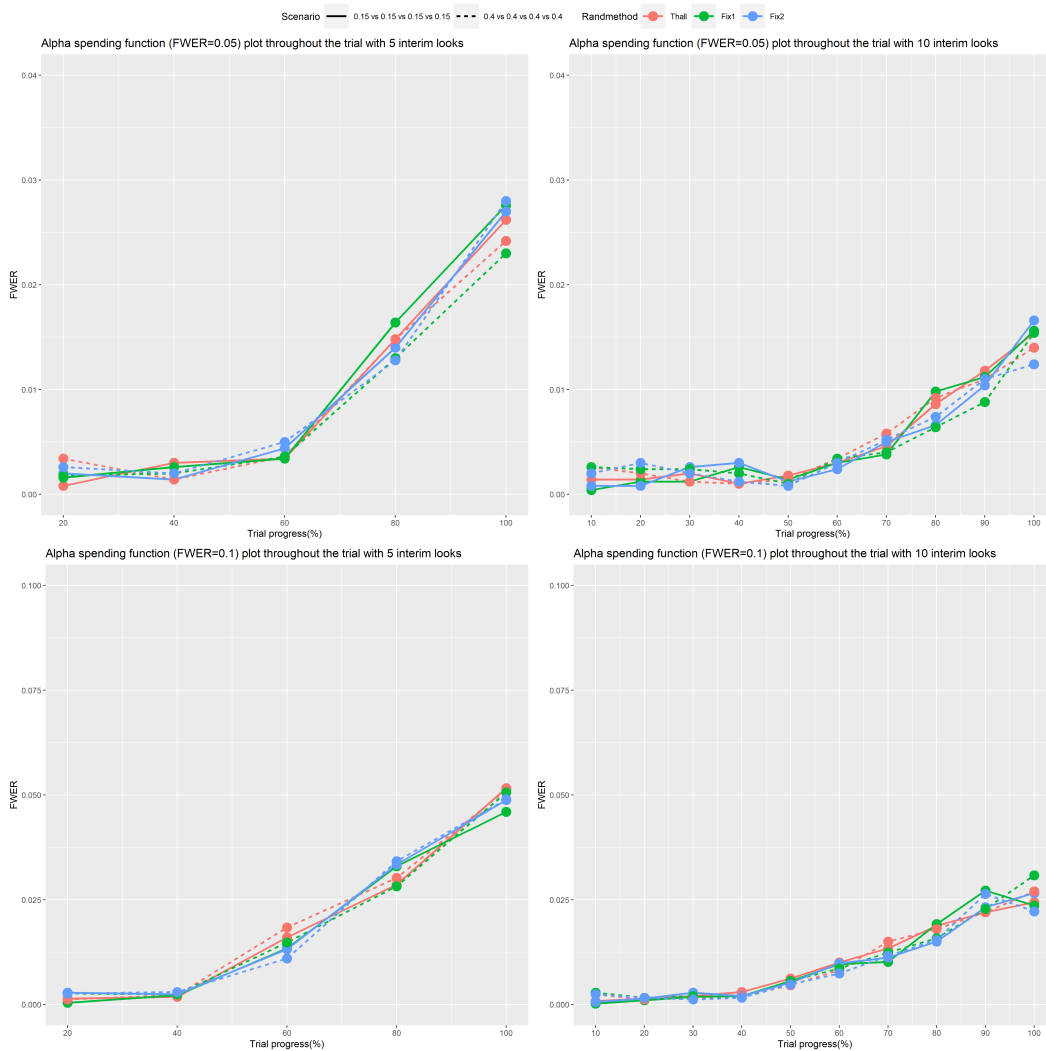 Scenario 0.15 vs 0.15 vs 0.15 vs 0.15 0.4 vs 0.4 vs 0.4 vs 0.4 Randmethod Thall Fix1 Fix2
Alpha spending function (FWER=0.05) plot throughout the trial with 5 interim looks
0.04
0.03
0.02
0.01
0.00
FWER
20 40 60 80 100
Trial progress(%)
Alpha spending function (FWER=0.05) plot throughout the trial with 10 interim looks
0.04
0.03
0.02
0.01
0.00
FWER
10 20 30 40 50 60 70 80 90 100
Trial progress(%)
Alpha spending function (FWER=0.1) plot throughout the trial with 5 interim looks
0.100
0.075
0.050
0.025
0.000
FWER
20 40 60 80 100
Trial progress(%)
Alpha spending function (FWER=0.1) plot throughout the trial with 10 interim looks
0.100
0.075
0.050
0.025
0.000
FWER
10 20 30 40 50 60 70 80 90 100
Trial progress(%)